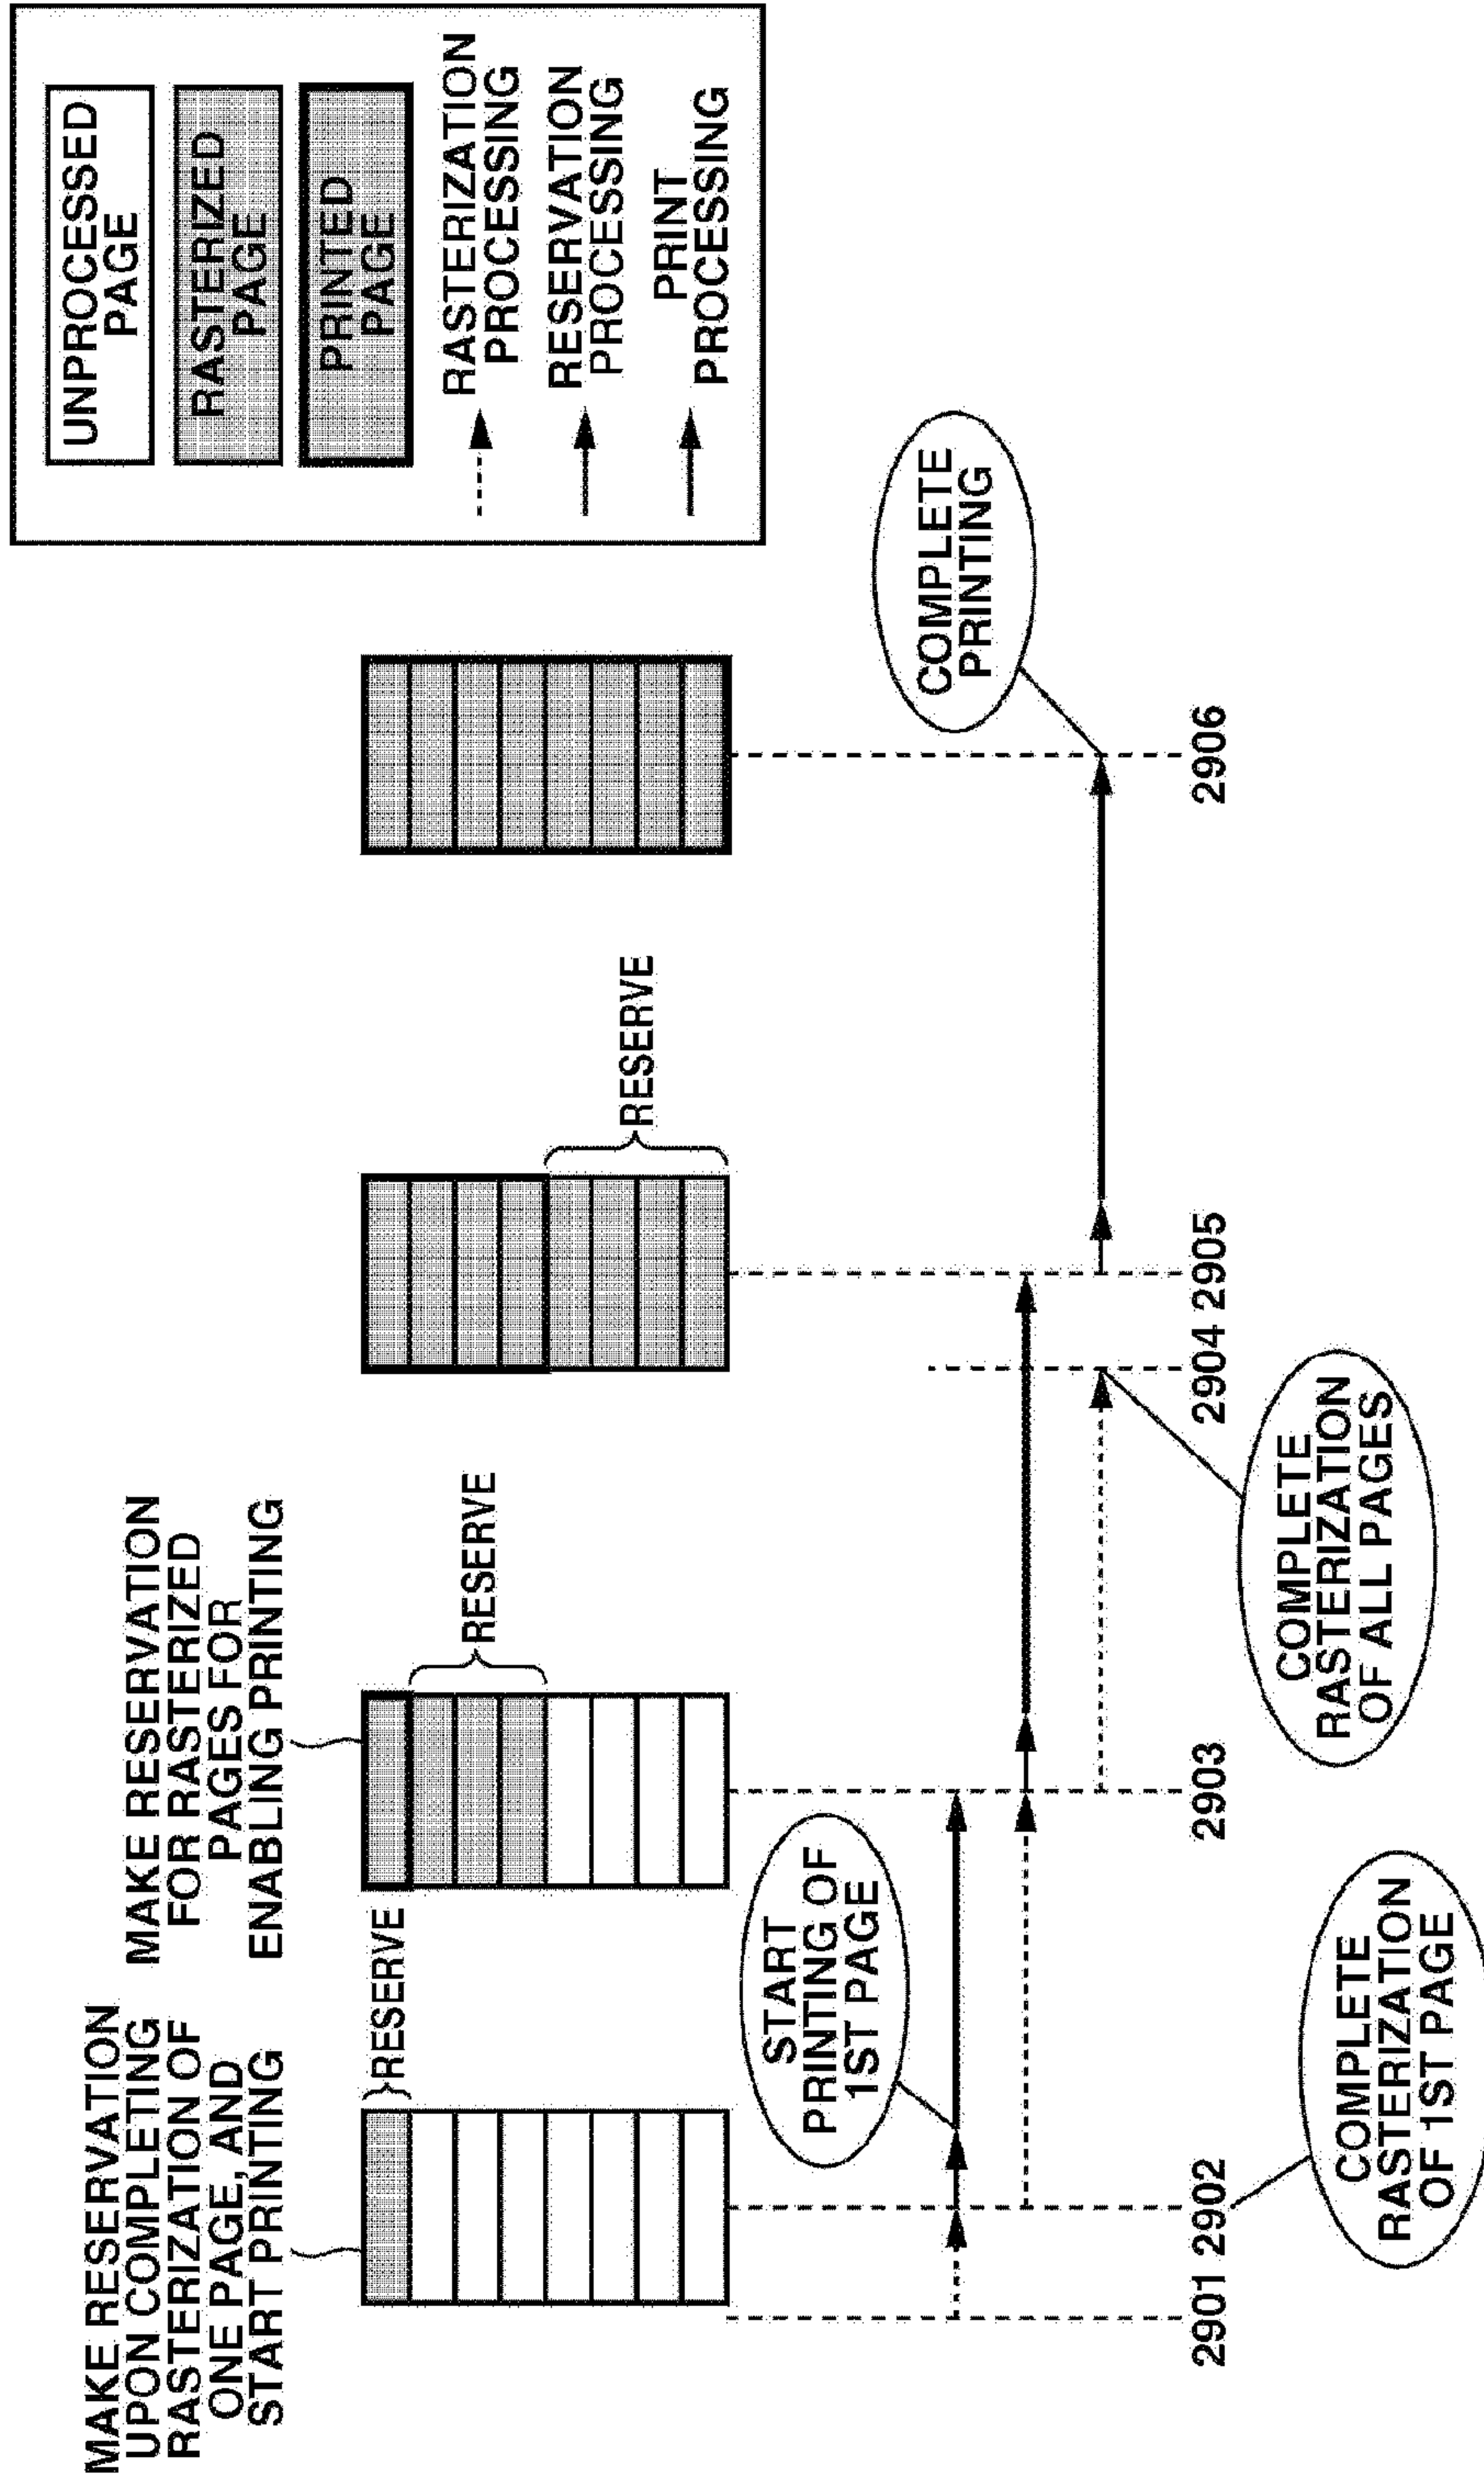 MAKE RESERVATION
UPON COMPLETING
RASTERIZATION OF
ONE PAGE, AND
START PRINTING
MAKE RESERVATION
FOR RASTERIZED
PAGES FOR
ENABLING PRINTING
RESERVE
RESERVE
RESERVE
UNPROCESSED
PAGE
RASTERIZED
PAGE
PRINTED
PAGE
RASTERIZATION
PROCESSING
RESERVATION
PROCESSING
PRINT
PROCESSING
START
PRINTING OF
1ST PAGE
COMPLETE
PRINTING
2901 2902 2903 2904 2905 2906
COMPLETE
RASTERIZATION
OF 1ST PAGE
COMPLETE
RASTERIZATION
OF ALL PAGES